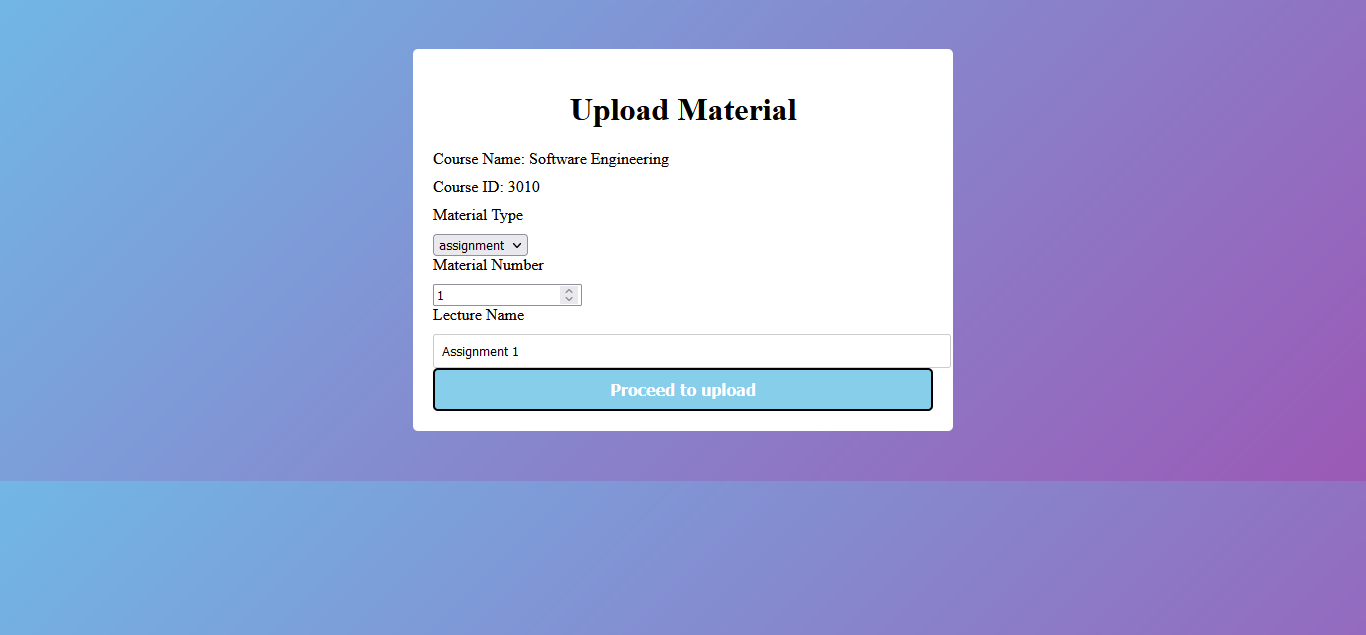 Upload Material
Course Name: Software Engineering
Course ID: 3010
Material Type
assignment
Material Number
1
Lecture Name
Assignment 1
Proceed to upload